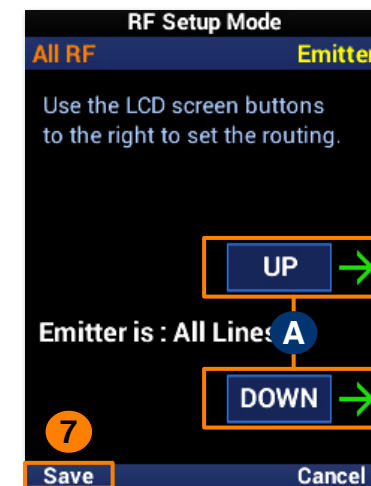 RF Setup Mode
All RF Emitter
Use the LCD screen buttons
to the right to set the routing.
UP
Emitter is : All Lines
A
DOWN
7
Save Cancel